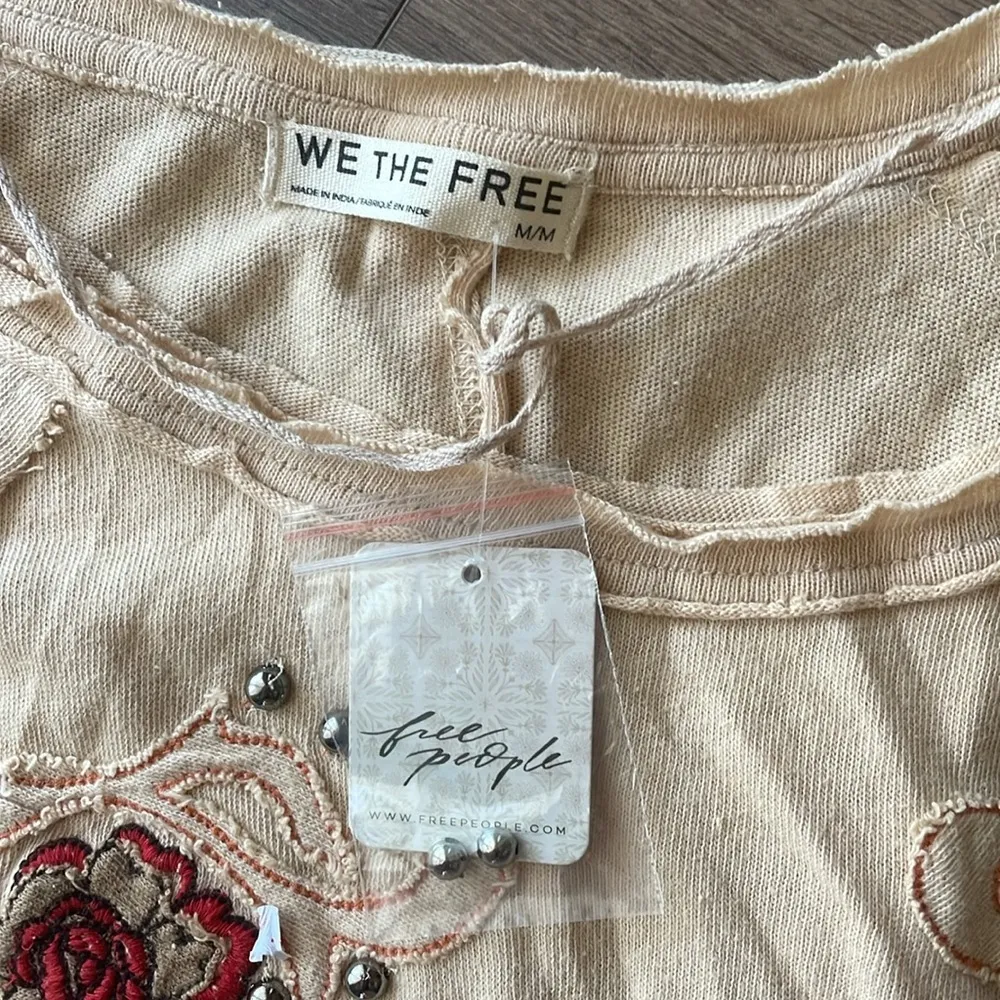 WE THE FREE
MADE IN INDIA / FABRIQUÉ EN INDE
M/M
free
people
WWW.FREEPEOPLE.COM